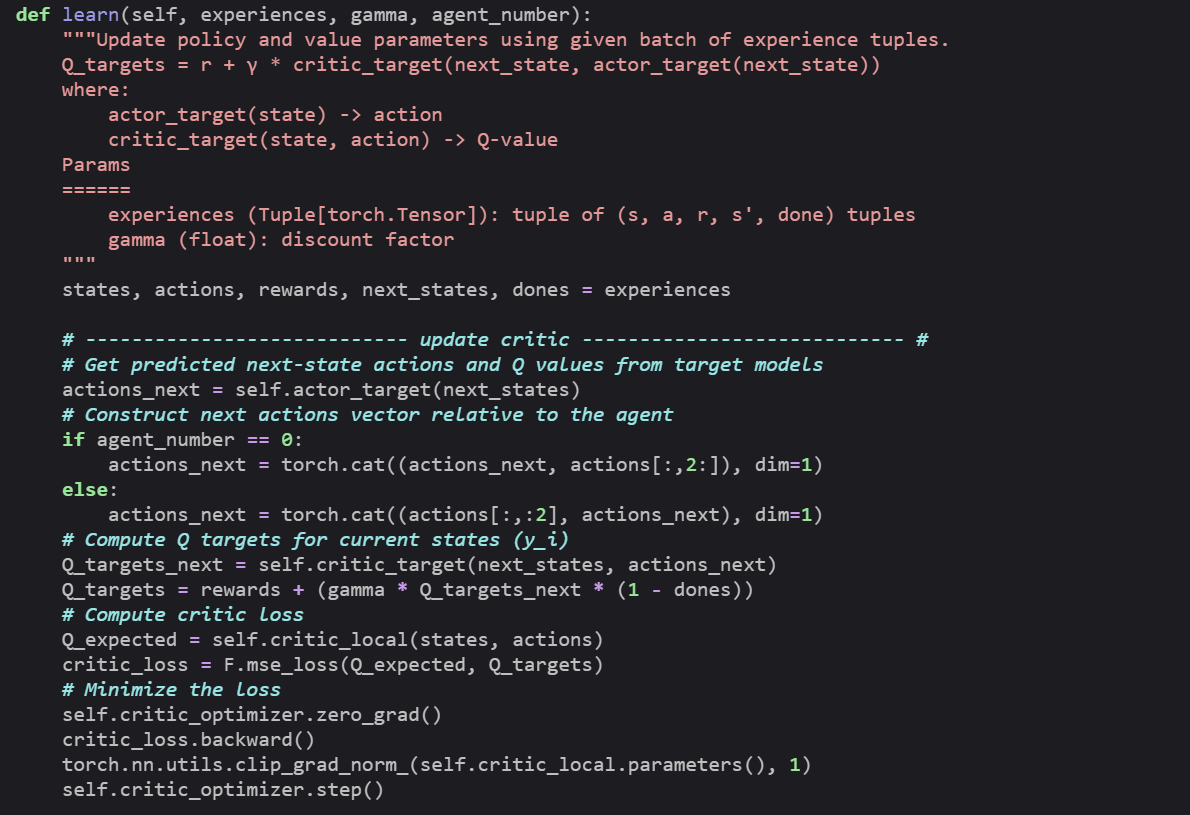 def learn(self, experiences, gamma, agent_number):
    """Update policy and value parameters using given batch of experience tuples.
    Q_targets = r + γ * critic_target(next_state, actor_target(next_state))
    where:
        actor_target(state) -> action
        critic_target(state, action) -> Q-value
    Params
    ======
        experiences (Tuple[torch.Tensor]): tuple of (s, a, r, s', done) tuples
        gamma (float): discount factor
    """
    states, actions, rewards, next_states, dones = experiences

    # ---------------------------- update critic ---------------------------- #
    # Get predicted next-state actions and Q values from target models
    actions_next = self.actor_target(next_states)
    # Construct next actions vector relative to the agent
    if agent_number == 0:
        actions_next = torch.cat((actions_next, actions[:,2:]), dim=1)
    else:
        actions_next = torch.cat((actions[:,:2], actions_next), dim=1)
    # Compute Q targets for current states (y_i)
    Q_targets_next = self.critic_target(next_states, actions_next)
    Q_targets = rewards + (gamma * Q_targets_next * (1 - dones))
    # Compute critic loss
    Q_expected = self.critic_local(states, actions)
    critic_loss = F.mse_loss(Q_expected, Q_targets)
    # Minimize the loss
    self.critic_optimizer.zero_grad()
    critic_loss.backward()
    torch.nn.utils.clip_grad_norm_(self.critic_local.parameters(), 1)
    self.critic_optimizer.step()